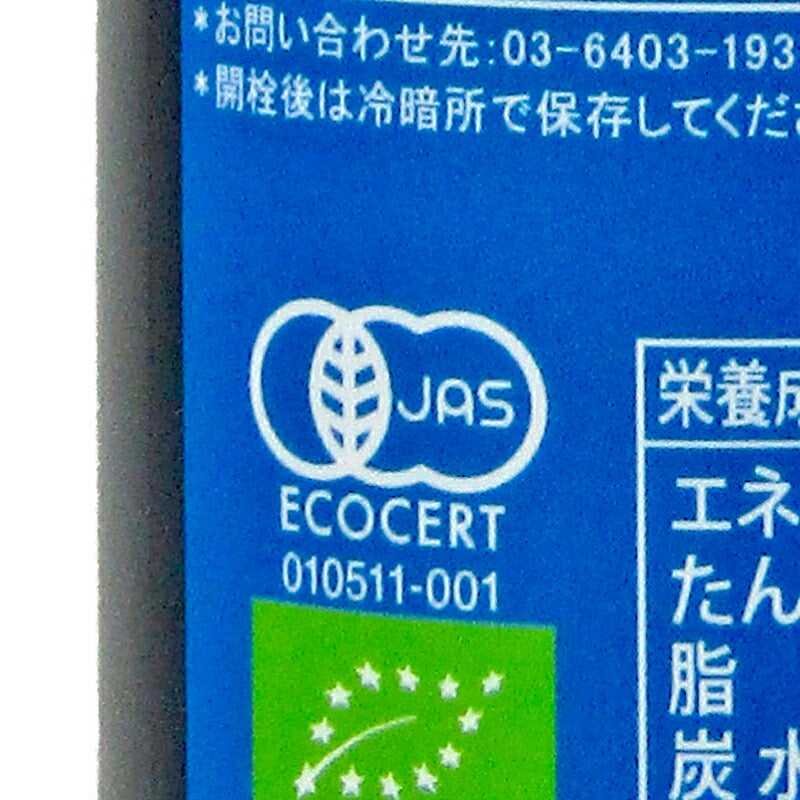 *お問い合わせ先:03-6403-193
*開栓後は冷暗所で保存してくだ
JAS
ECOCERT
010511-001
栄養成
エネ
たん
脂
炭水